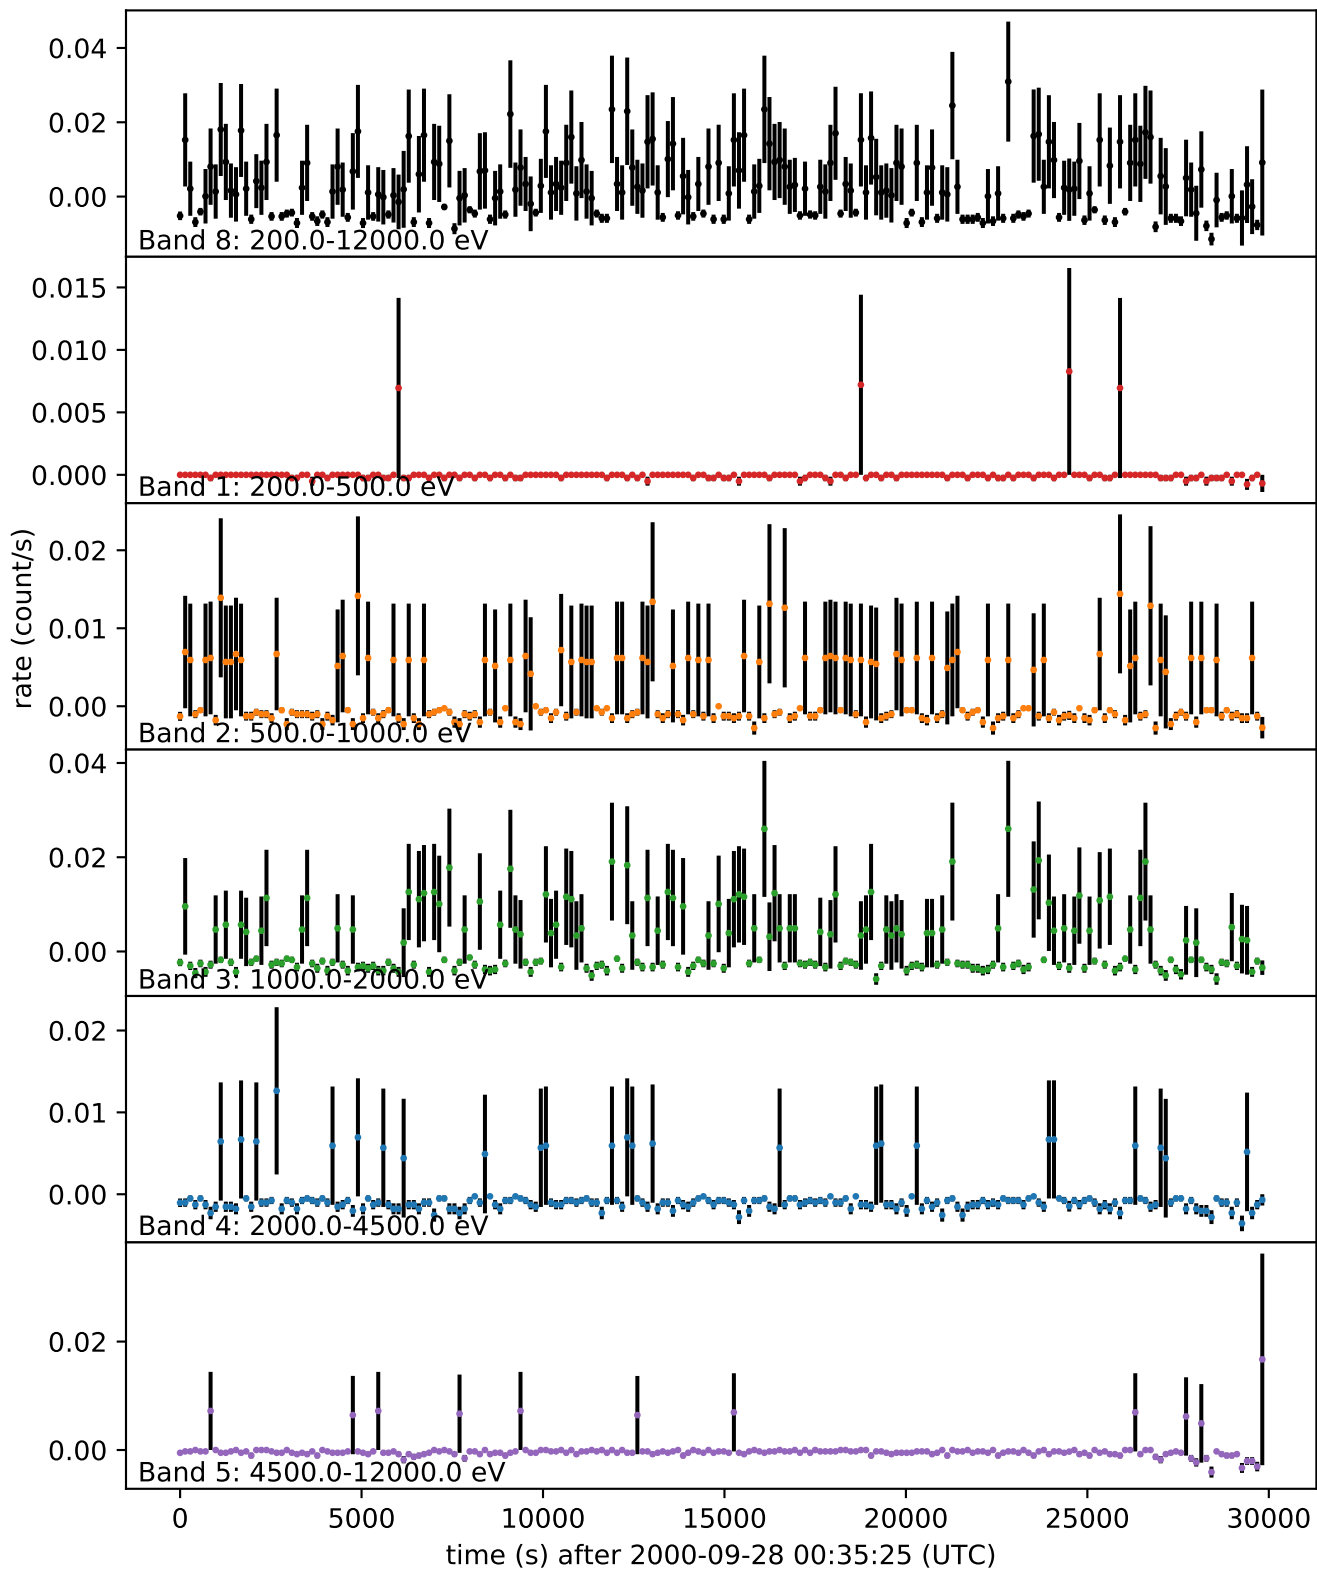 0.04
0.02
0.00
Band 8: 200.0-12000.0 eV
0.015
0.010
0.005
0.000
Band 1: 200.0-500.0 eV
rate (count/s)
0.02
0.01
0.00
Band 2: 500.0-1000.0 eV
0.04
0.02
0.00
Band 3: 1000.0-2000.0 eV
0.02
0.01
0.00
Band 4: 2000.0-4500.0 eV
0.02
0.00
Band 5: 4500.0-12000.0 eV
0 5000 10000 15000 20000 25000 30000
time (s) after 2000-09-28 00:35:25 (UTC)